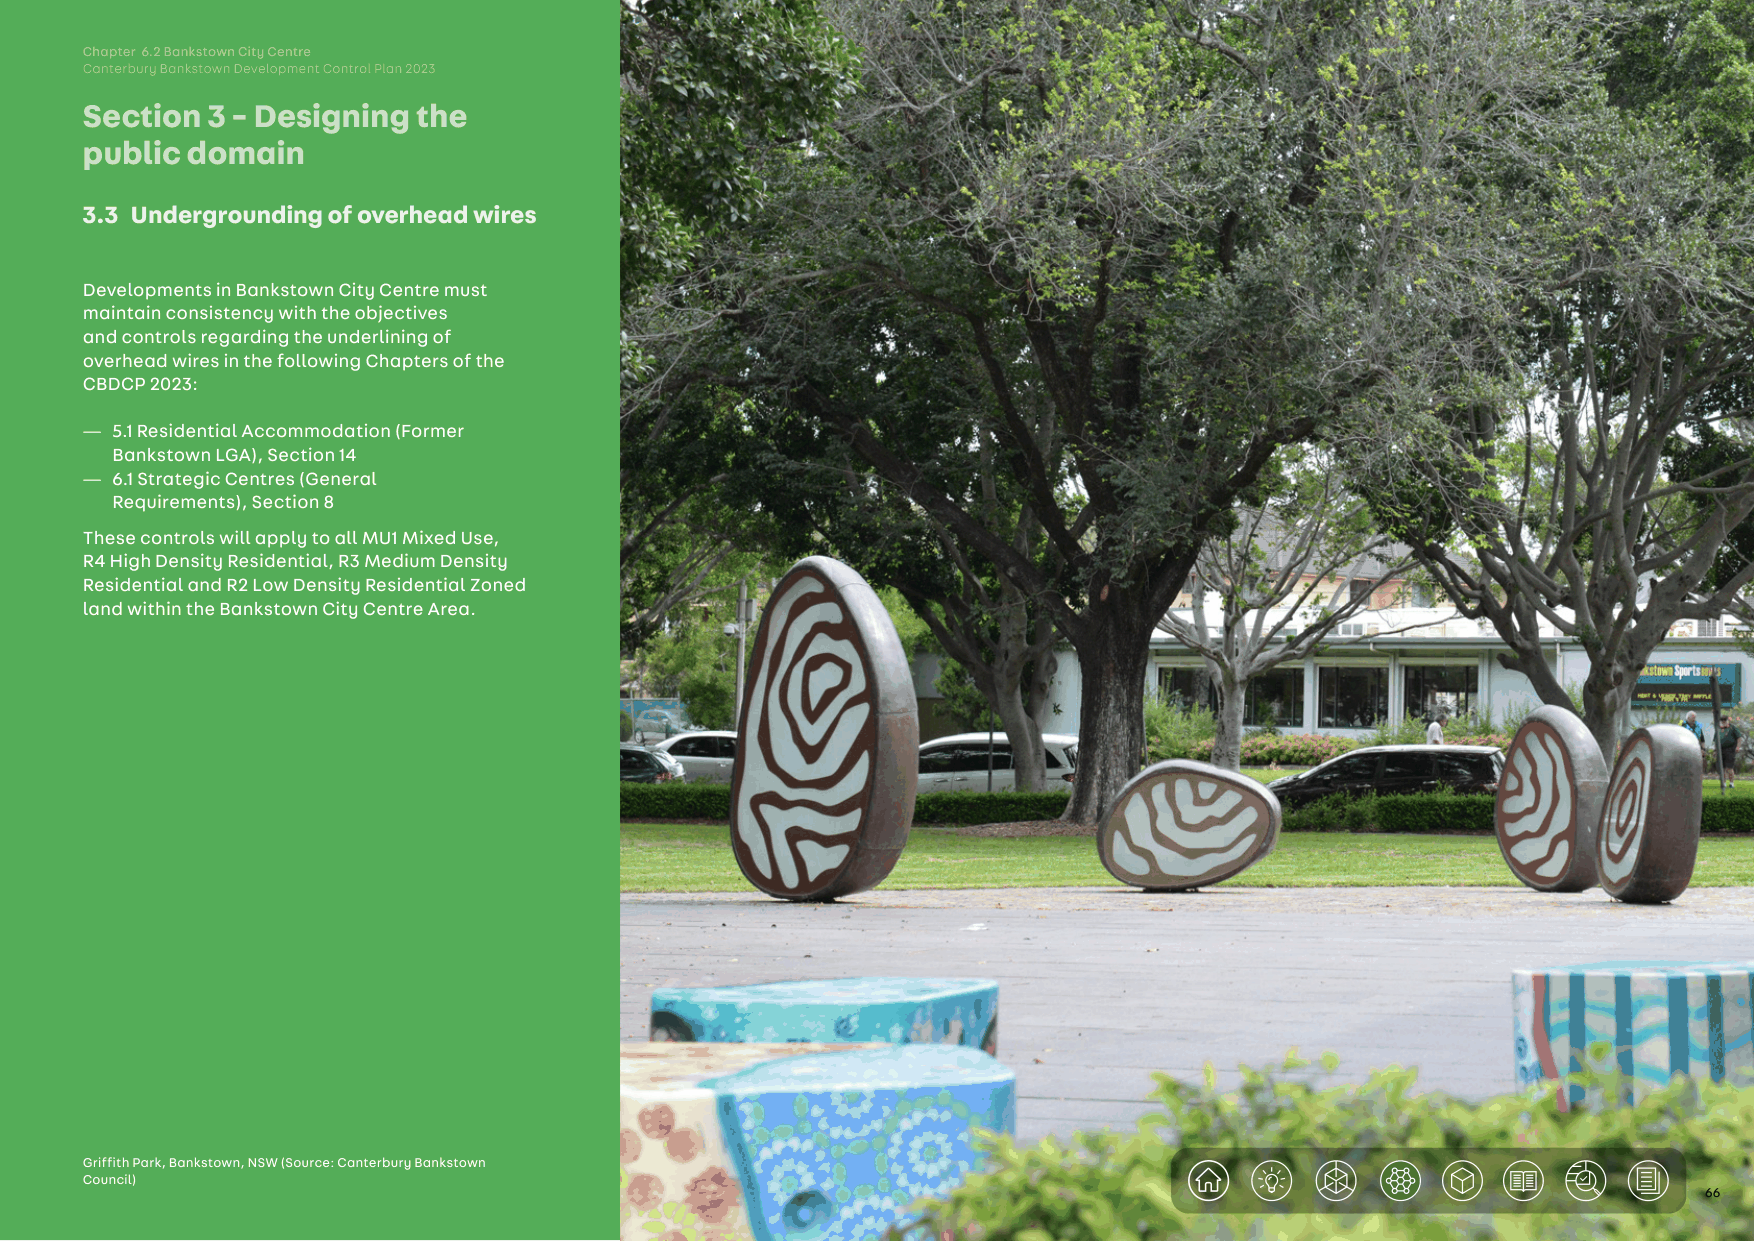 Chapter 6.2 Bankstown City Centre
Canterbury Bankstown Development Control Plan 2023
Section 3 – Designing the
public domain
3.3 Undergrounding of overhead wires
Developments in Bankstown City Centre must
maintain consistency with the objectives
and controls regarding the underlining of
overhead wires in the following Chapters of the
CBDCP 2023:
— 5.1 Residential Accommodation (Former
Bankstown LGA), Section 14
— 6.1 Strategic Centres (General
Requirements), Section 8
These controls will apply to all MU1 Mixed Use,
R4 High Density Residential, R3 Medium Density
Residential and R2 Low Density Residential Zoned
land within the Bankstown City Centre Area.
Griffith Park, Bankstown, NSW (Source: Canterbury Bankstown
Council)
kstown Sports
66